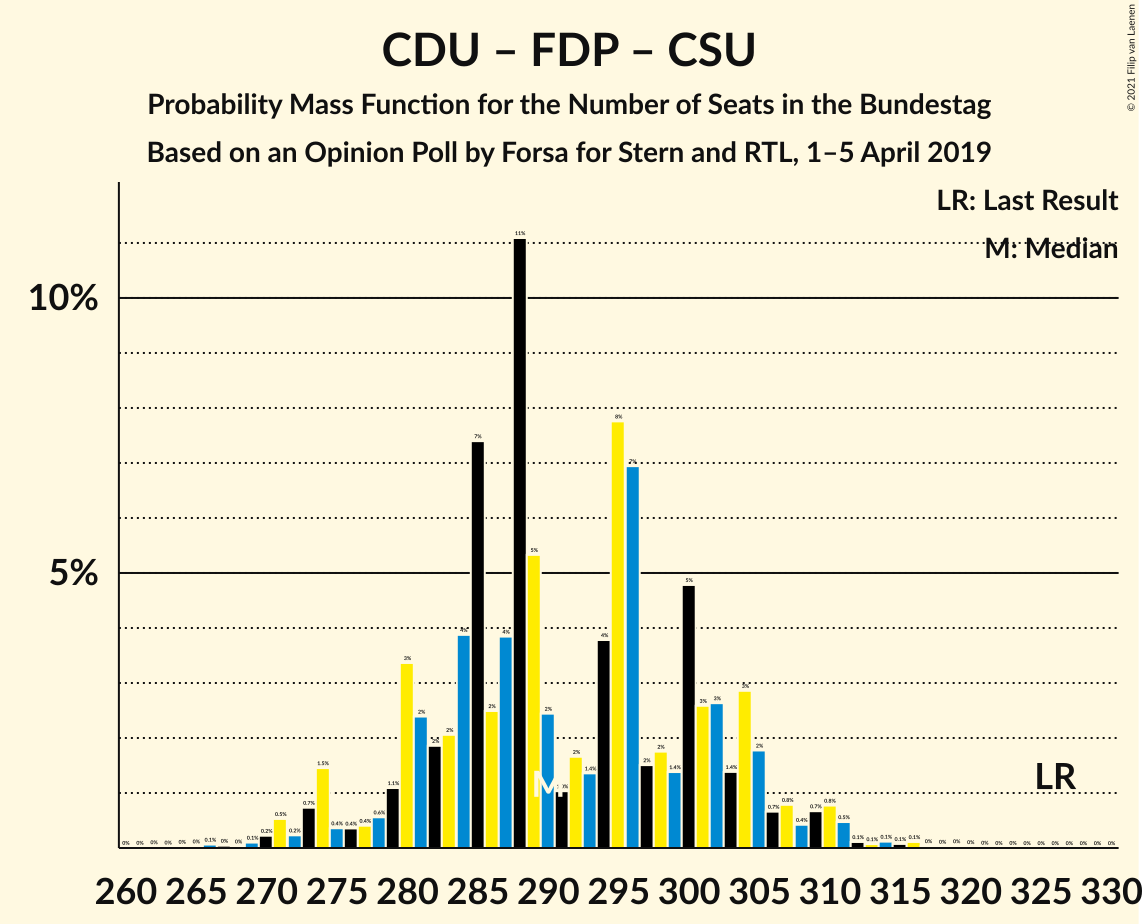 CDU – FDP – CSU
Probability Mass Function for the Number of Seats in the Bundestag
Based on an Opinion Poll by Forsa for Stern and RTL, 1–5 April 2019
© 2021 Filip van Laenen
LR: Last Result
M: Median
10%
5%
LR
M
260 265 270 275 280 285 290 295 300 305 310 315 320 325 330